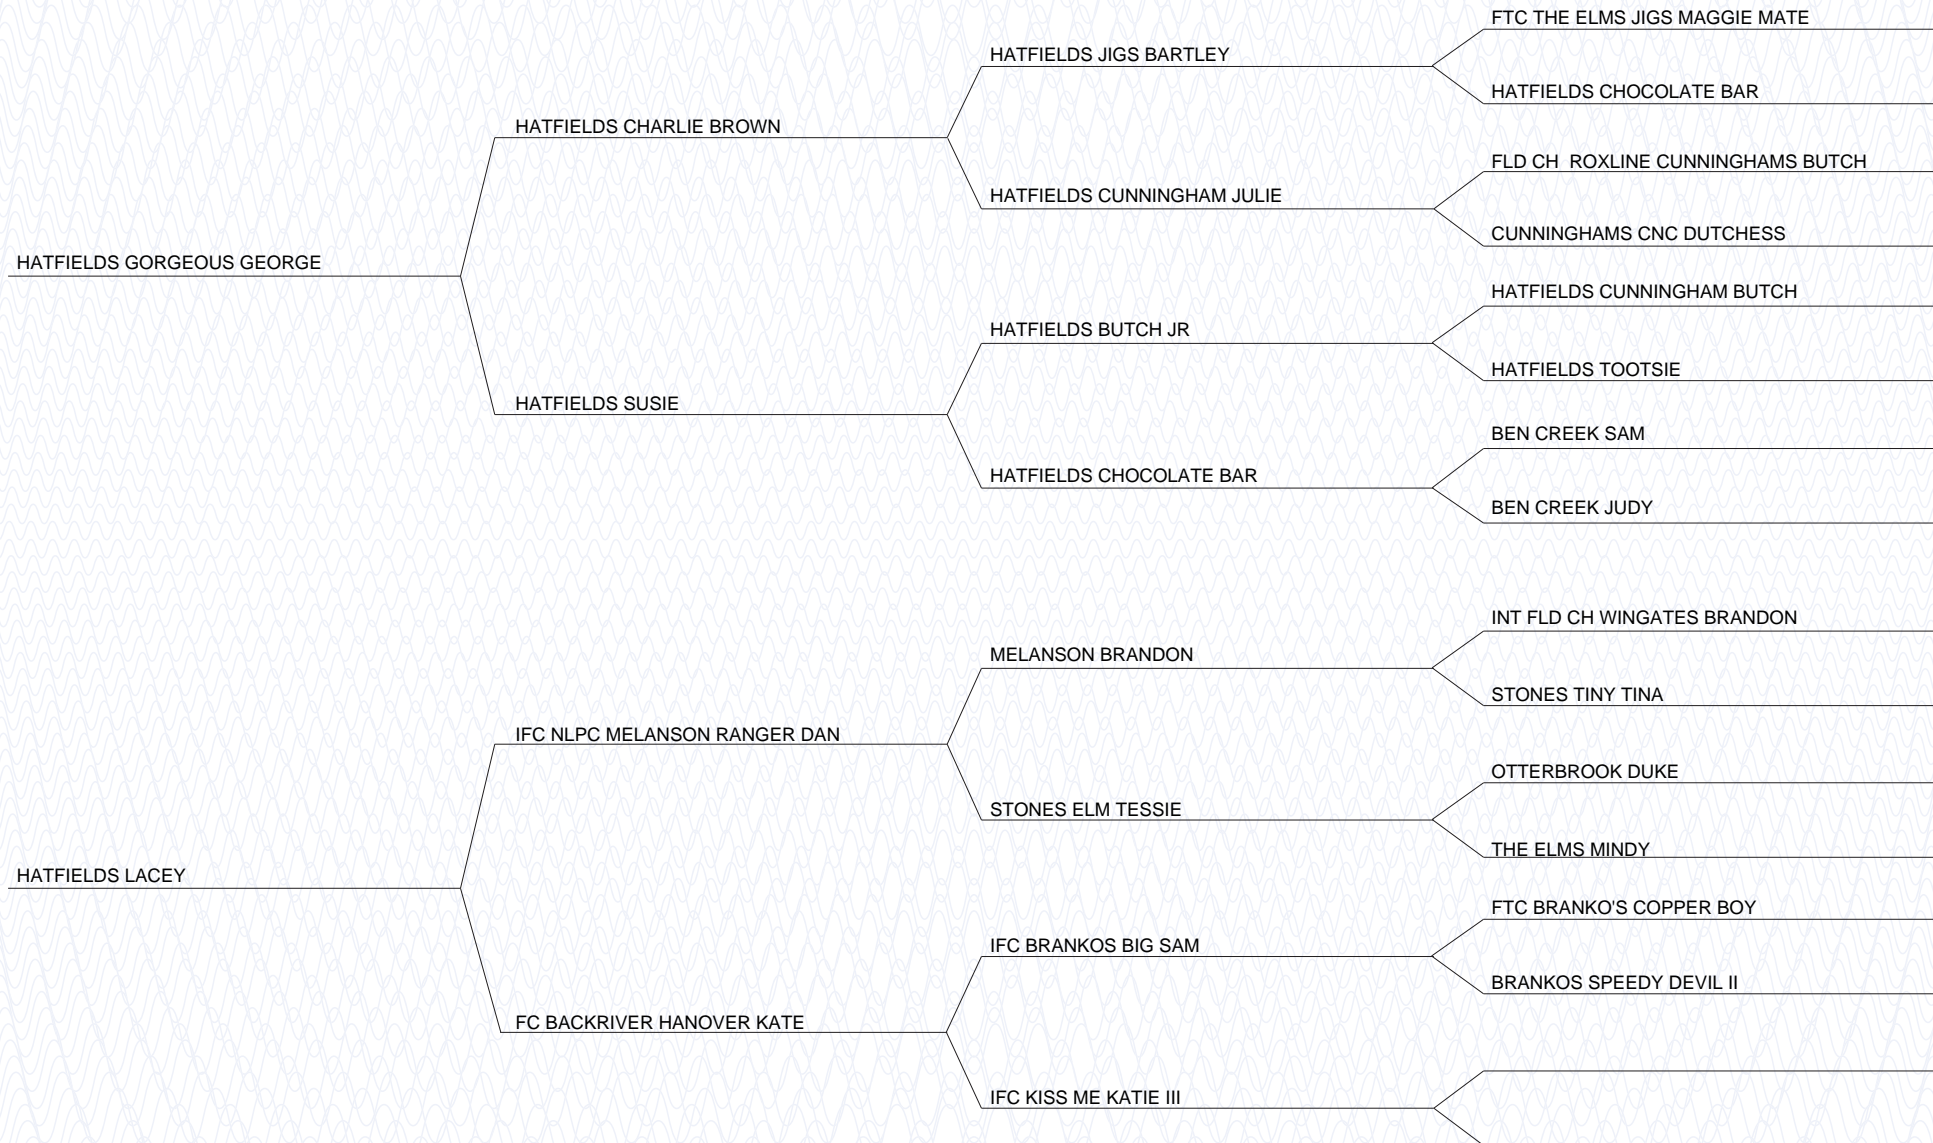 FTC THE ELMS JIGS MAGGIE MATE
HATFIELDS JIGS BARTLEY
HATFIELDS CHOCOLATE BAR
HATFIELDS CHARLIE BROWN
FLD CH  ROXLINE CUNNINGHAMS BUTCH
HATFIELDS CUNNINGHAM JULIE
CUNNINGHAMS CNC DUTCHESS
HATFIELDS GORGEOUS GEORGE
HATFIELDS CUNNINGHAM BUTCH
HATFIELDS BUTCH JR
HATFIELDS TOOTSIE
HATFIELDS SUSIE
BEN CREEK SAM
HATFIELDS CHOCOLATE BAR
BEN CREEK JUDY
INT FLD CH WINGATES BRANDON
MELANSON BRANDON
STONES TINY TINA
IFC NLPC MELANSON RANGER DAN
OTTERBROOK DUKE
STONES ELM TESSIE
THE ELMS MINDY
HATFIELDS LACEY
FTC BRANKO'S COPPER BOY
IFC BRANKOS BIG SAM
BRANKOS SPEEDY DEVIL II
FC BACKRIVER HANOVER KATE
IFC KISS ME KATIE III